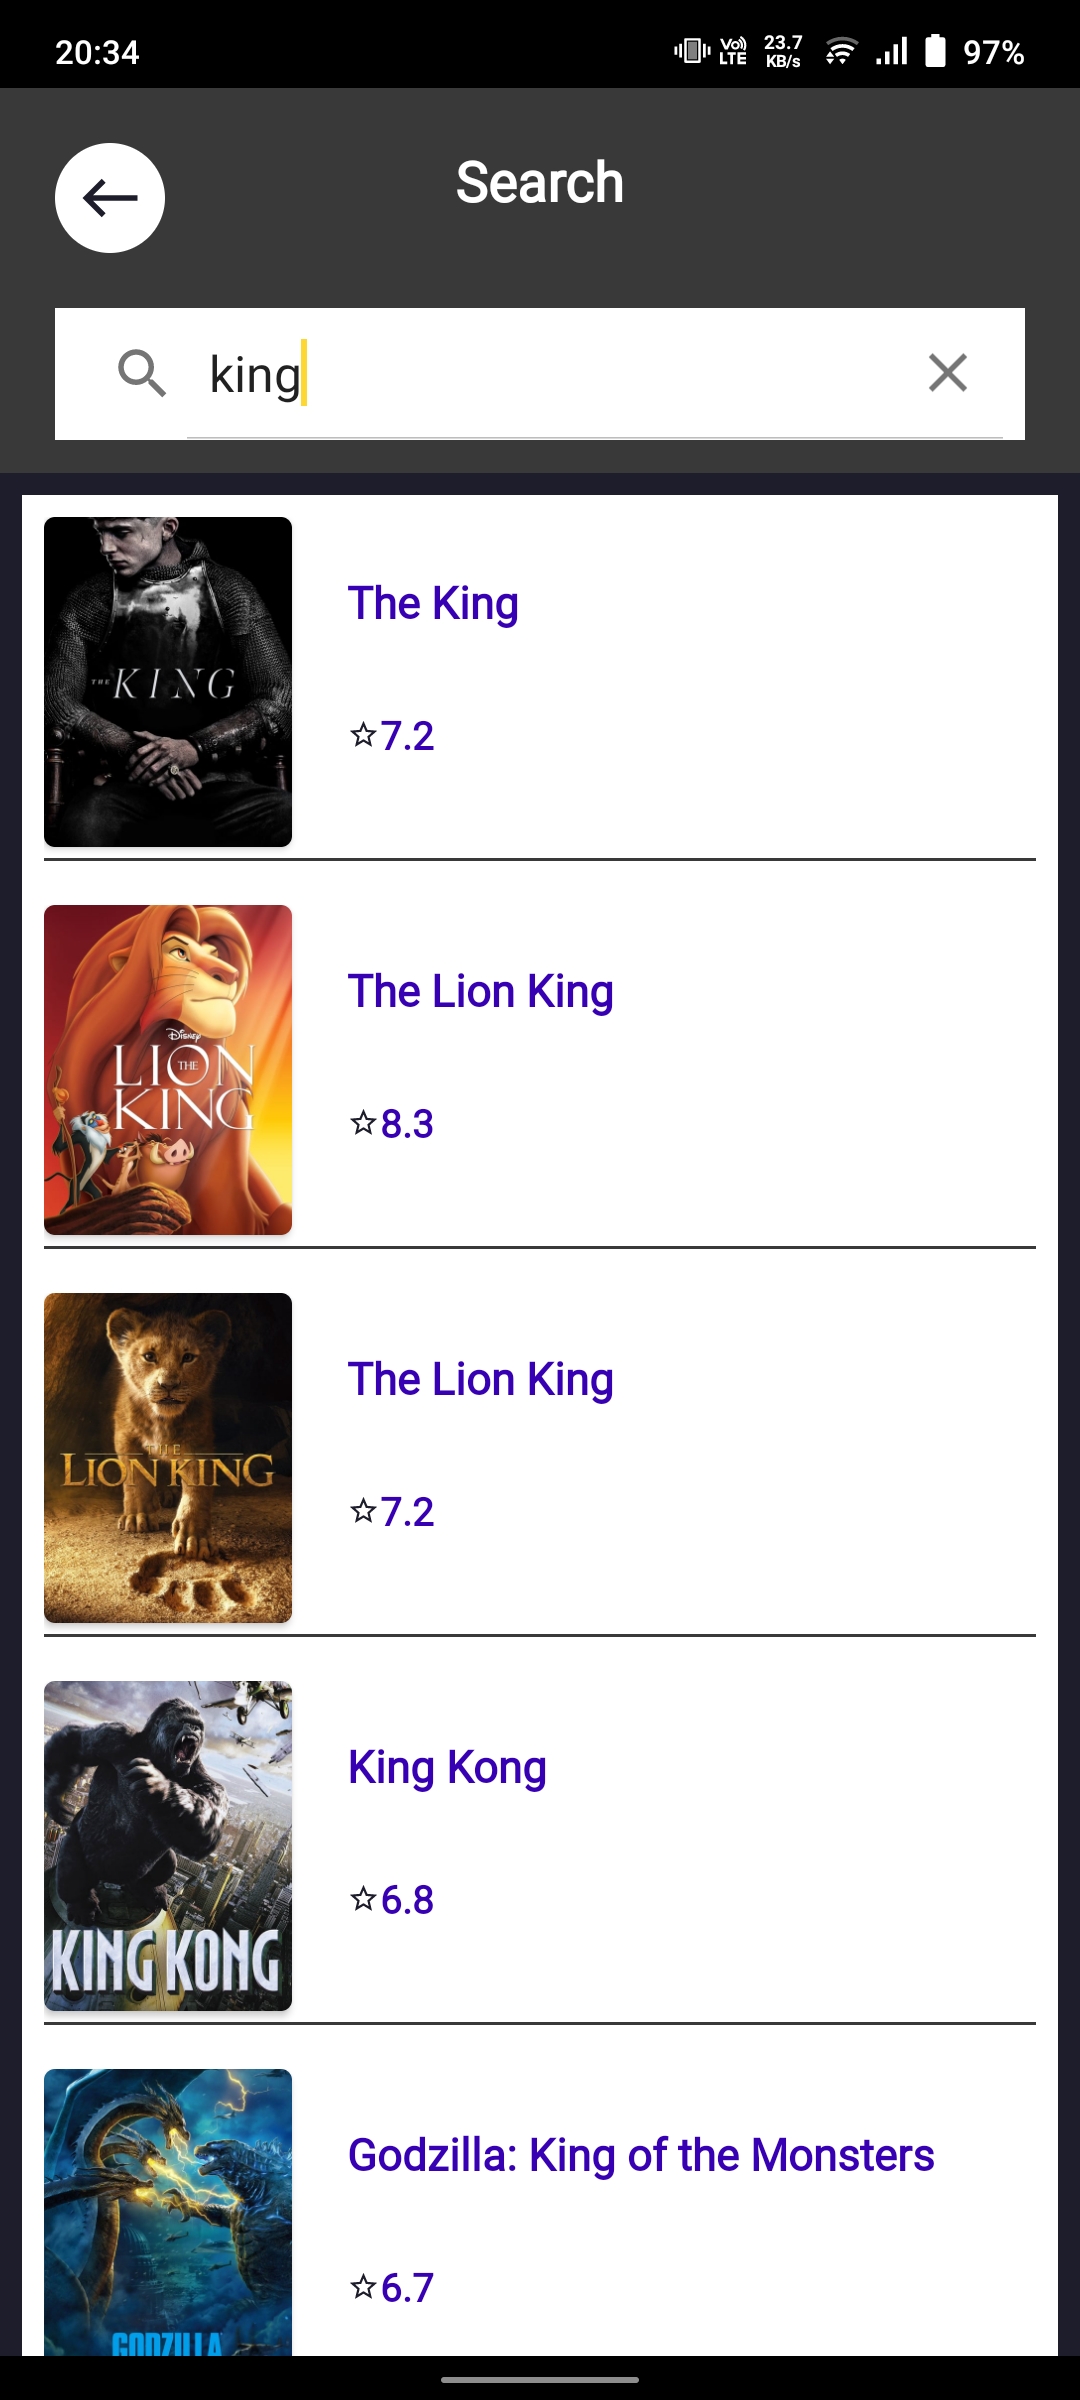 20:34
Vo))
LTE
23.7
KB/s
97%
Search
king
THE KING
The King
7.2
Disney
THE
LION
KING
The Lion King
8.3
THE
LION KING
The Lion King
7.2
KING KONG
King Kong
6.8
GODZILLA
Godzilla: King of the Monsters
6.7